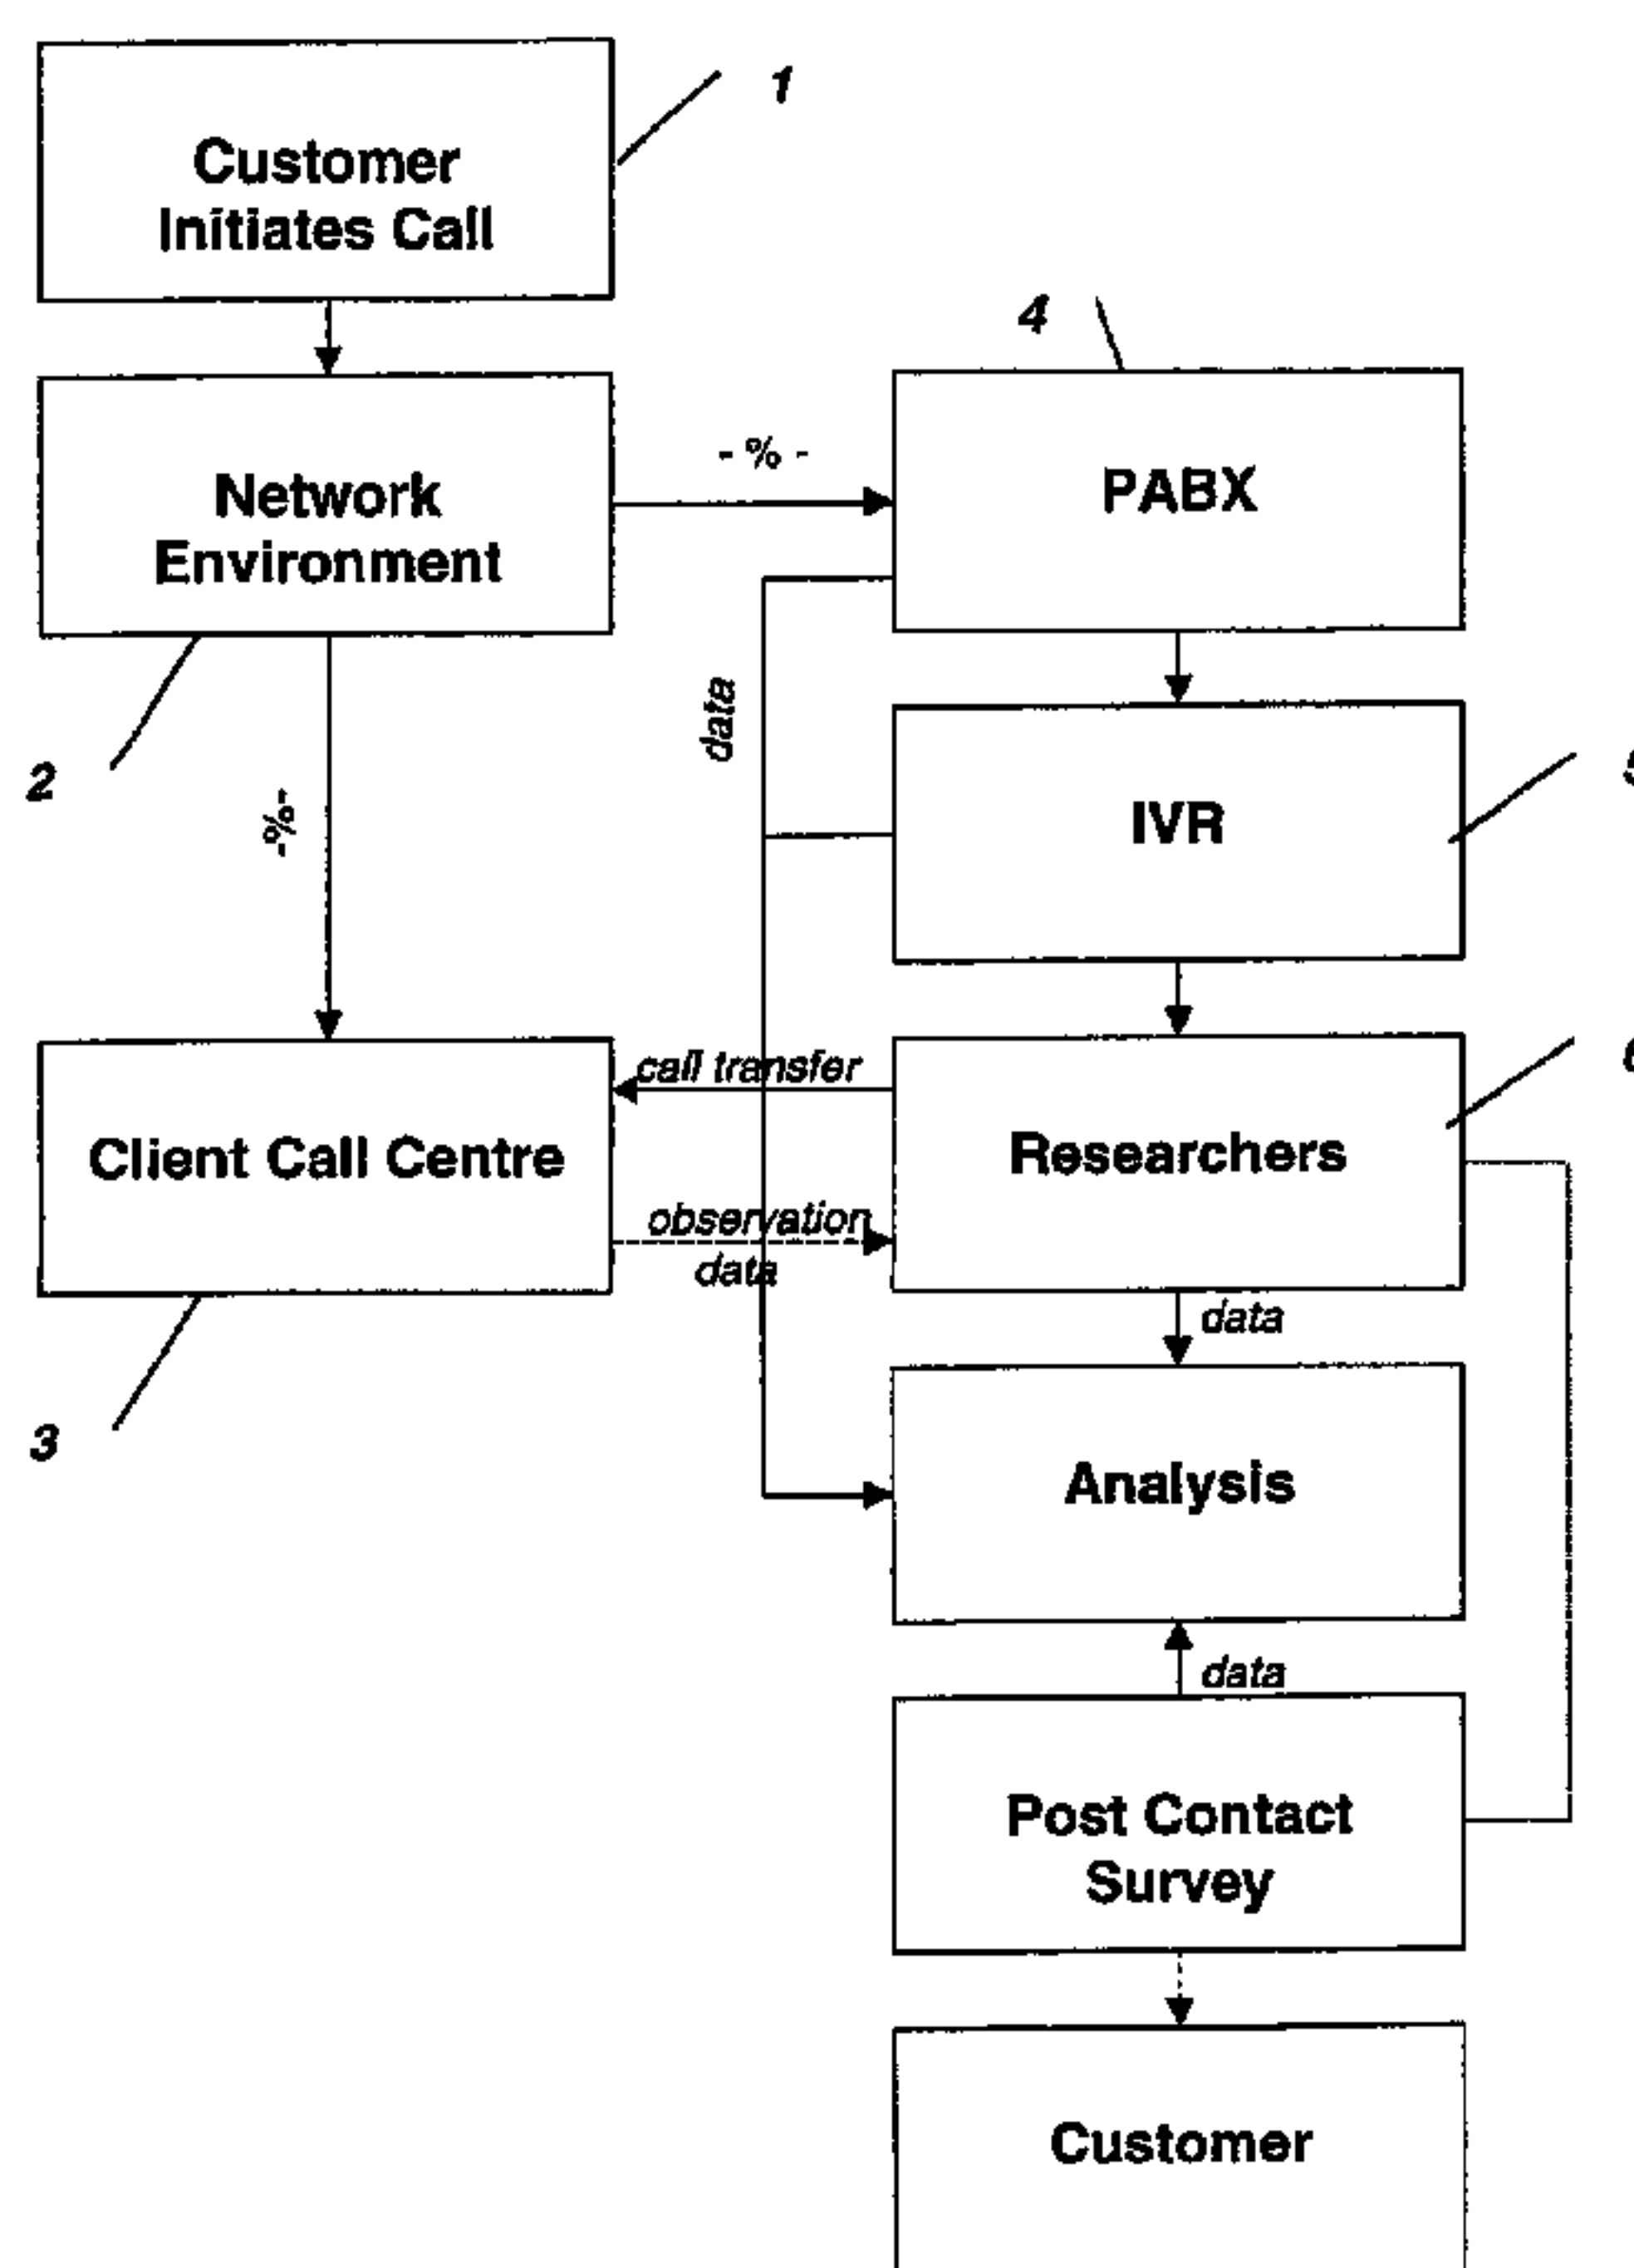 1
Customer
Initiates Call
4
- % -
PABX
Network
Environment
data
2
-%-
IVR
call transfer
Client Call Centre
Researchers
observation
data
data
3
Analysis
data
Post Contact
Survey
Customer